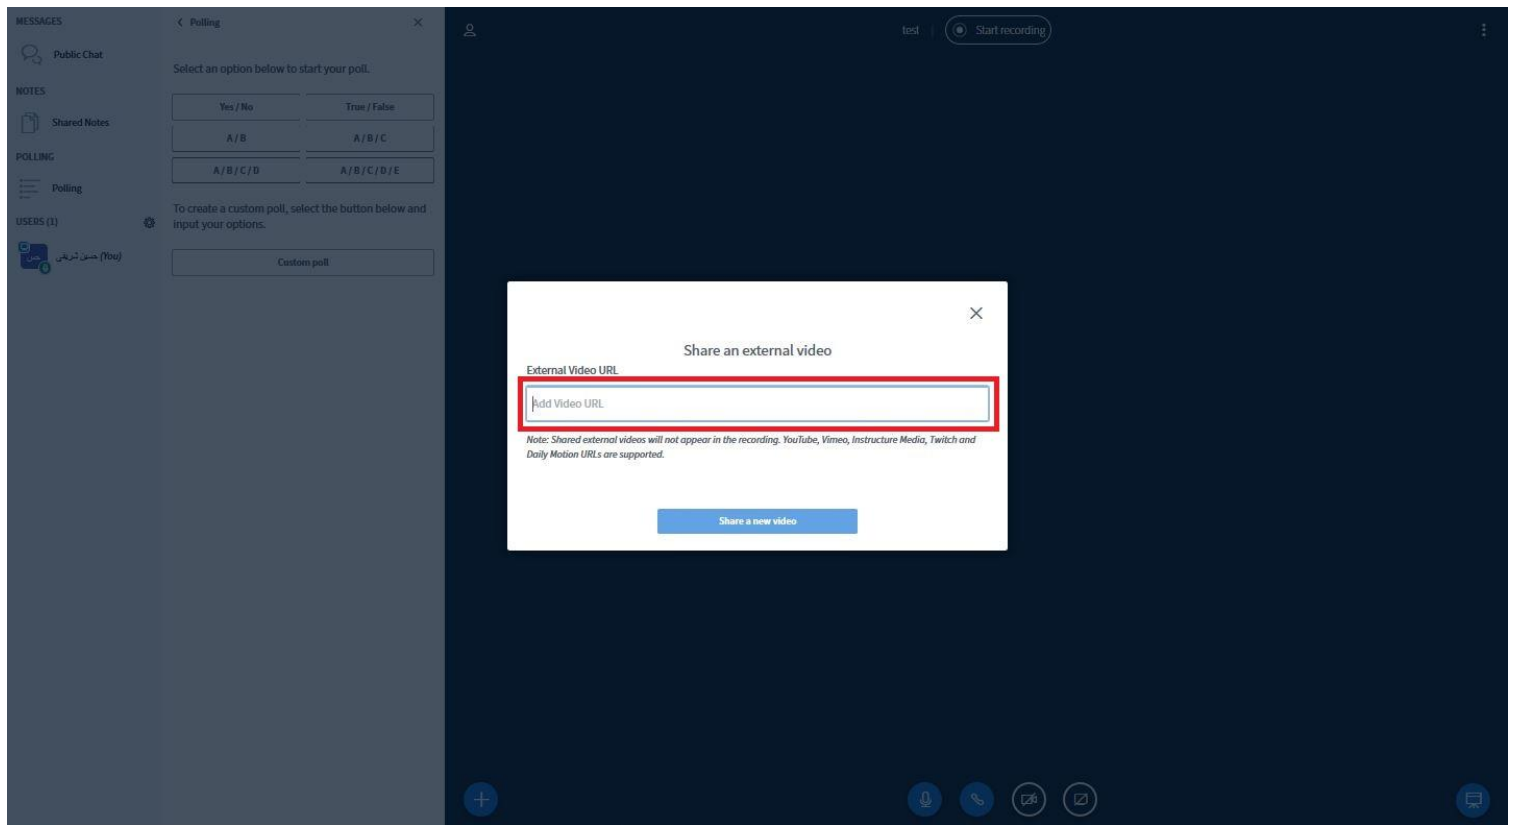 MESSAGES
Public Chat
NOTES
Shared Notes
POLLING
Polling
USERS (1)
حسن شریفی (You)
Polling
Select an option below to start your poll.
Yes / No
True / False
A / B
A / B / C
A / B / C / D
A / B / C / D / E
To create a custom poll, select the button below and
input your options.
Custom poll
test
Start recording
Share an external video
External Video URL
Add Video URL
Note: Shared external videos will not appear in the recording. YouTube, Vimeo, Instructure Media, Twitch and
Daily Motion URLs are supported.
Share a new video